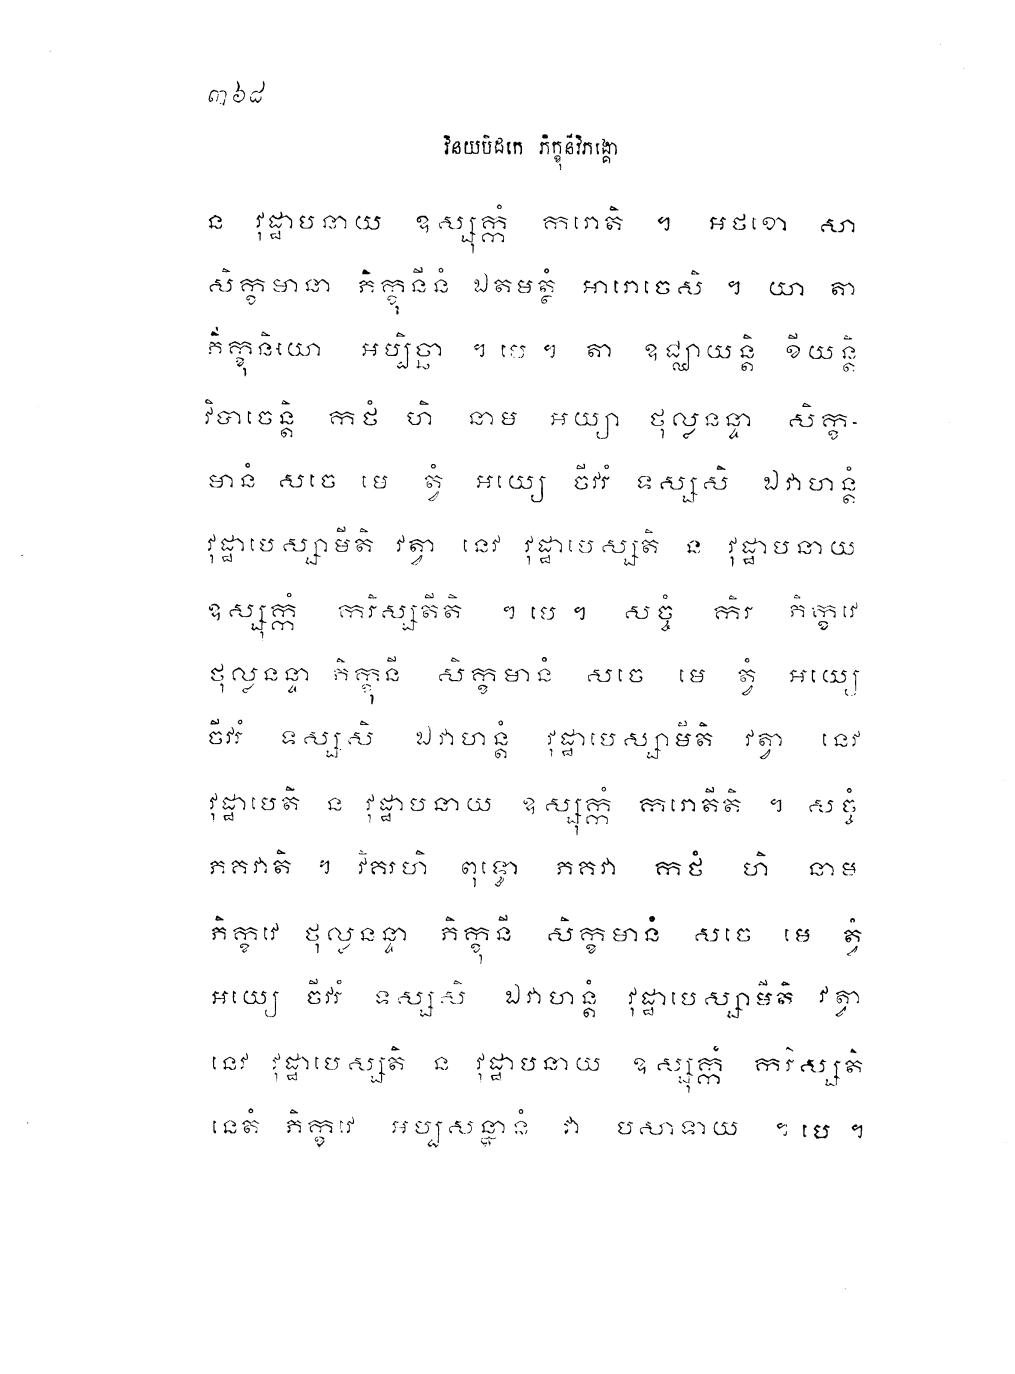 ៣៦៨
វិនយបិដកេ ភិក្ខុនីវិភង្គោ
ន វុដ្ឋាបនាយ ឧស្សុក្កំ ករោតិ ។ អថខោ សា
សិក្ខមានា ភិក្ខុនីនំ ឯតមត្ថំ អារោចេសិ ។ យា តា
ភិក្ខុនិយោ អប្បិច្ឆា ។ បេ ។ តា ឧជ្ឈាយន្តិ ខីយន្តិ
វិបាចេន្តិ កថំ ហិ នាម អយ្យា ថុល្លនន្ទា សិក្ខ-
មានំ សចេ មេ ត្វំ អយ្យេ ចីវរំ ទស្សសិ ឯវាហន្តំ
វុដ្ឋាបេស្សាមីតិ វត្វា នេវ វុដ្ឋាបេស្សតិ ន វុដ្ឋាបនាយ
ឧស្សុក្កំ ករិស្សតីតិ ។ បេ ។ សច្ចំ កិរ ភិក្ខវេ
ថុល្លនន្ទា ភិក្ខុនី សិក្ខមានំ សចេ មេ ត្វំ អយ្យេ
ចីវរំ ទស្សសិ ឯវាហន្តំ វុដ្ឋាបេស្សាមីតិ វត្វា នេវ
វុដ្ឋាបេតិ ន វុដ្ឋាបនាយ ឧស្សុក្កំ ករោតីតិ ។ សច្ចំ
ភគវាតិ ។ វិគរហិ ពុទ្ធោ ភគវា កថំ ហិ នាម
ភិក្ខវេ ថុល្លនន្ទា ភិក្ខុនី សិក្ខមានំ សចេ មេ ត្វំ
អយ្យេ ចីវរំ ទស្សសិ ឯវាហន្តំ វុដ្ឋាបេស្សាមីតិ វត្វា
នេវ វុដ្ឋាបេស្សតិ ន វុដ្ឋាបនាយ ឧស្សុក្កំ ករិស្សតិ
នេតំ ភិក្ខវេ អប្បសន្នានំ វា បសាទាយ ។ បេ ។